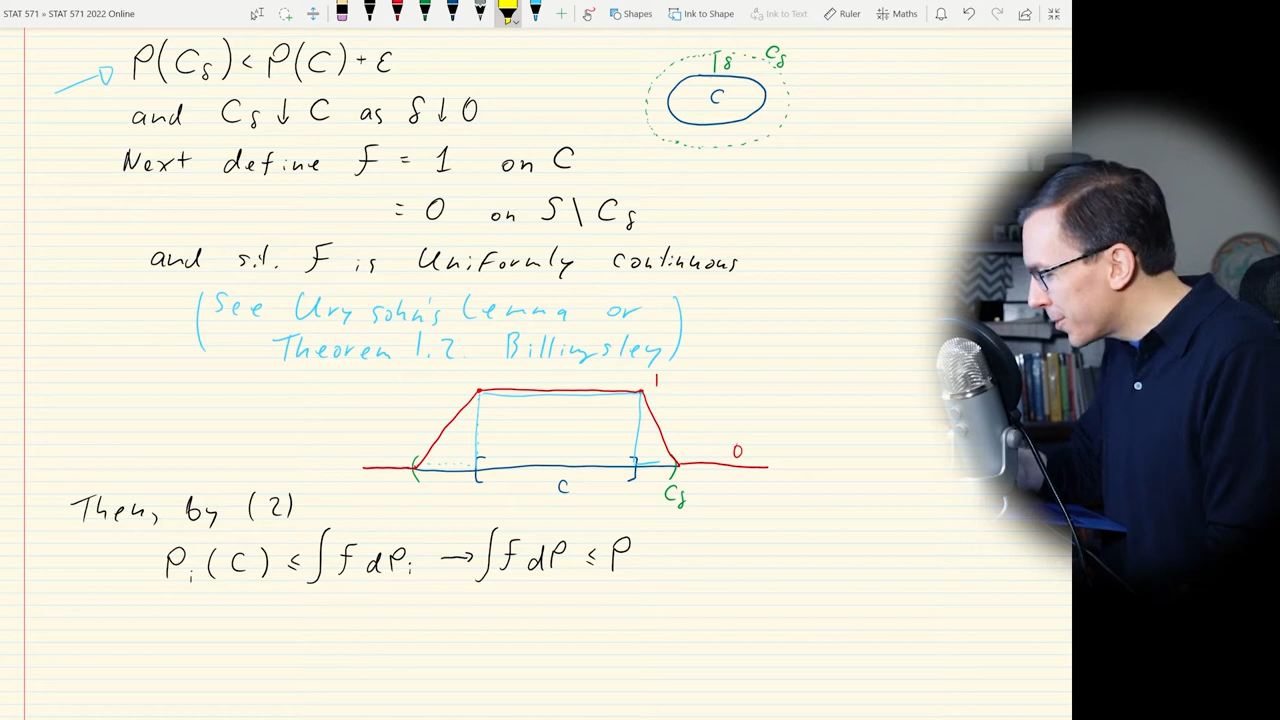 STAT 571 » STAT 571 2022 Online
Shapes Ink to Shape Ink to Text Ruler Maths
P(Cδ) < P(C) + ε
and Cδ ↓ C as δ ↓ 0
Next define f = 1 on C
= 0 on S \ Cδ
and s.t. f is Uniformly continuous
(See Urysohn's Lemma or
Theorem 1.2. Billingsley)
δ Cδ
C
1
0
C
Cδ
Then, by (2)
Pi(C) ≤ ∫ f dPi → ∫ f dP ≤ P